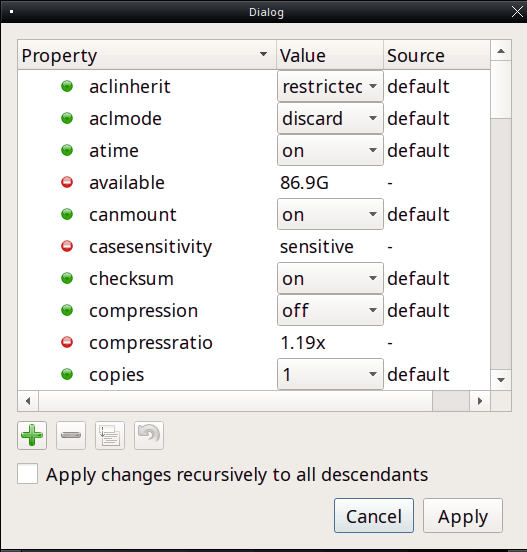 Dialog
Property Value Source
aclinherit restricted default
aclmode discard default
atime on default
available 86.9G -
canmount on default
casesensitivity sensitive -
checksum on default
compression off default
compressratio 1.19x -
copies 1 default
Apply changes recursively to all descendants
Cancel Apply